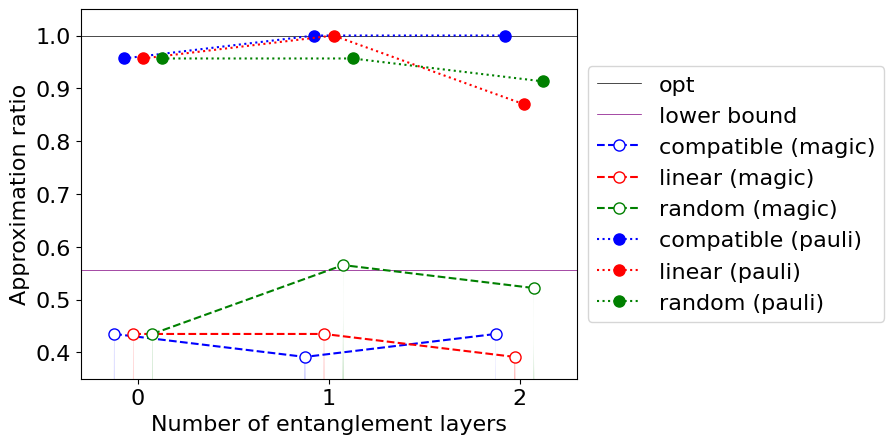 1.0
0.9
0.8
0.7
0.6
0.5
0.4
Approximation ratio
0
1
2
Number of entanglement layers
opt
lower bound
compatible (magic)
linear (magic)
random (magic)
compatible (pauli)
linear (pauli)
random (pauli)